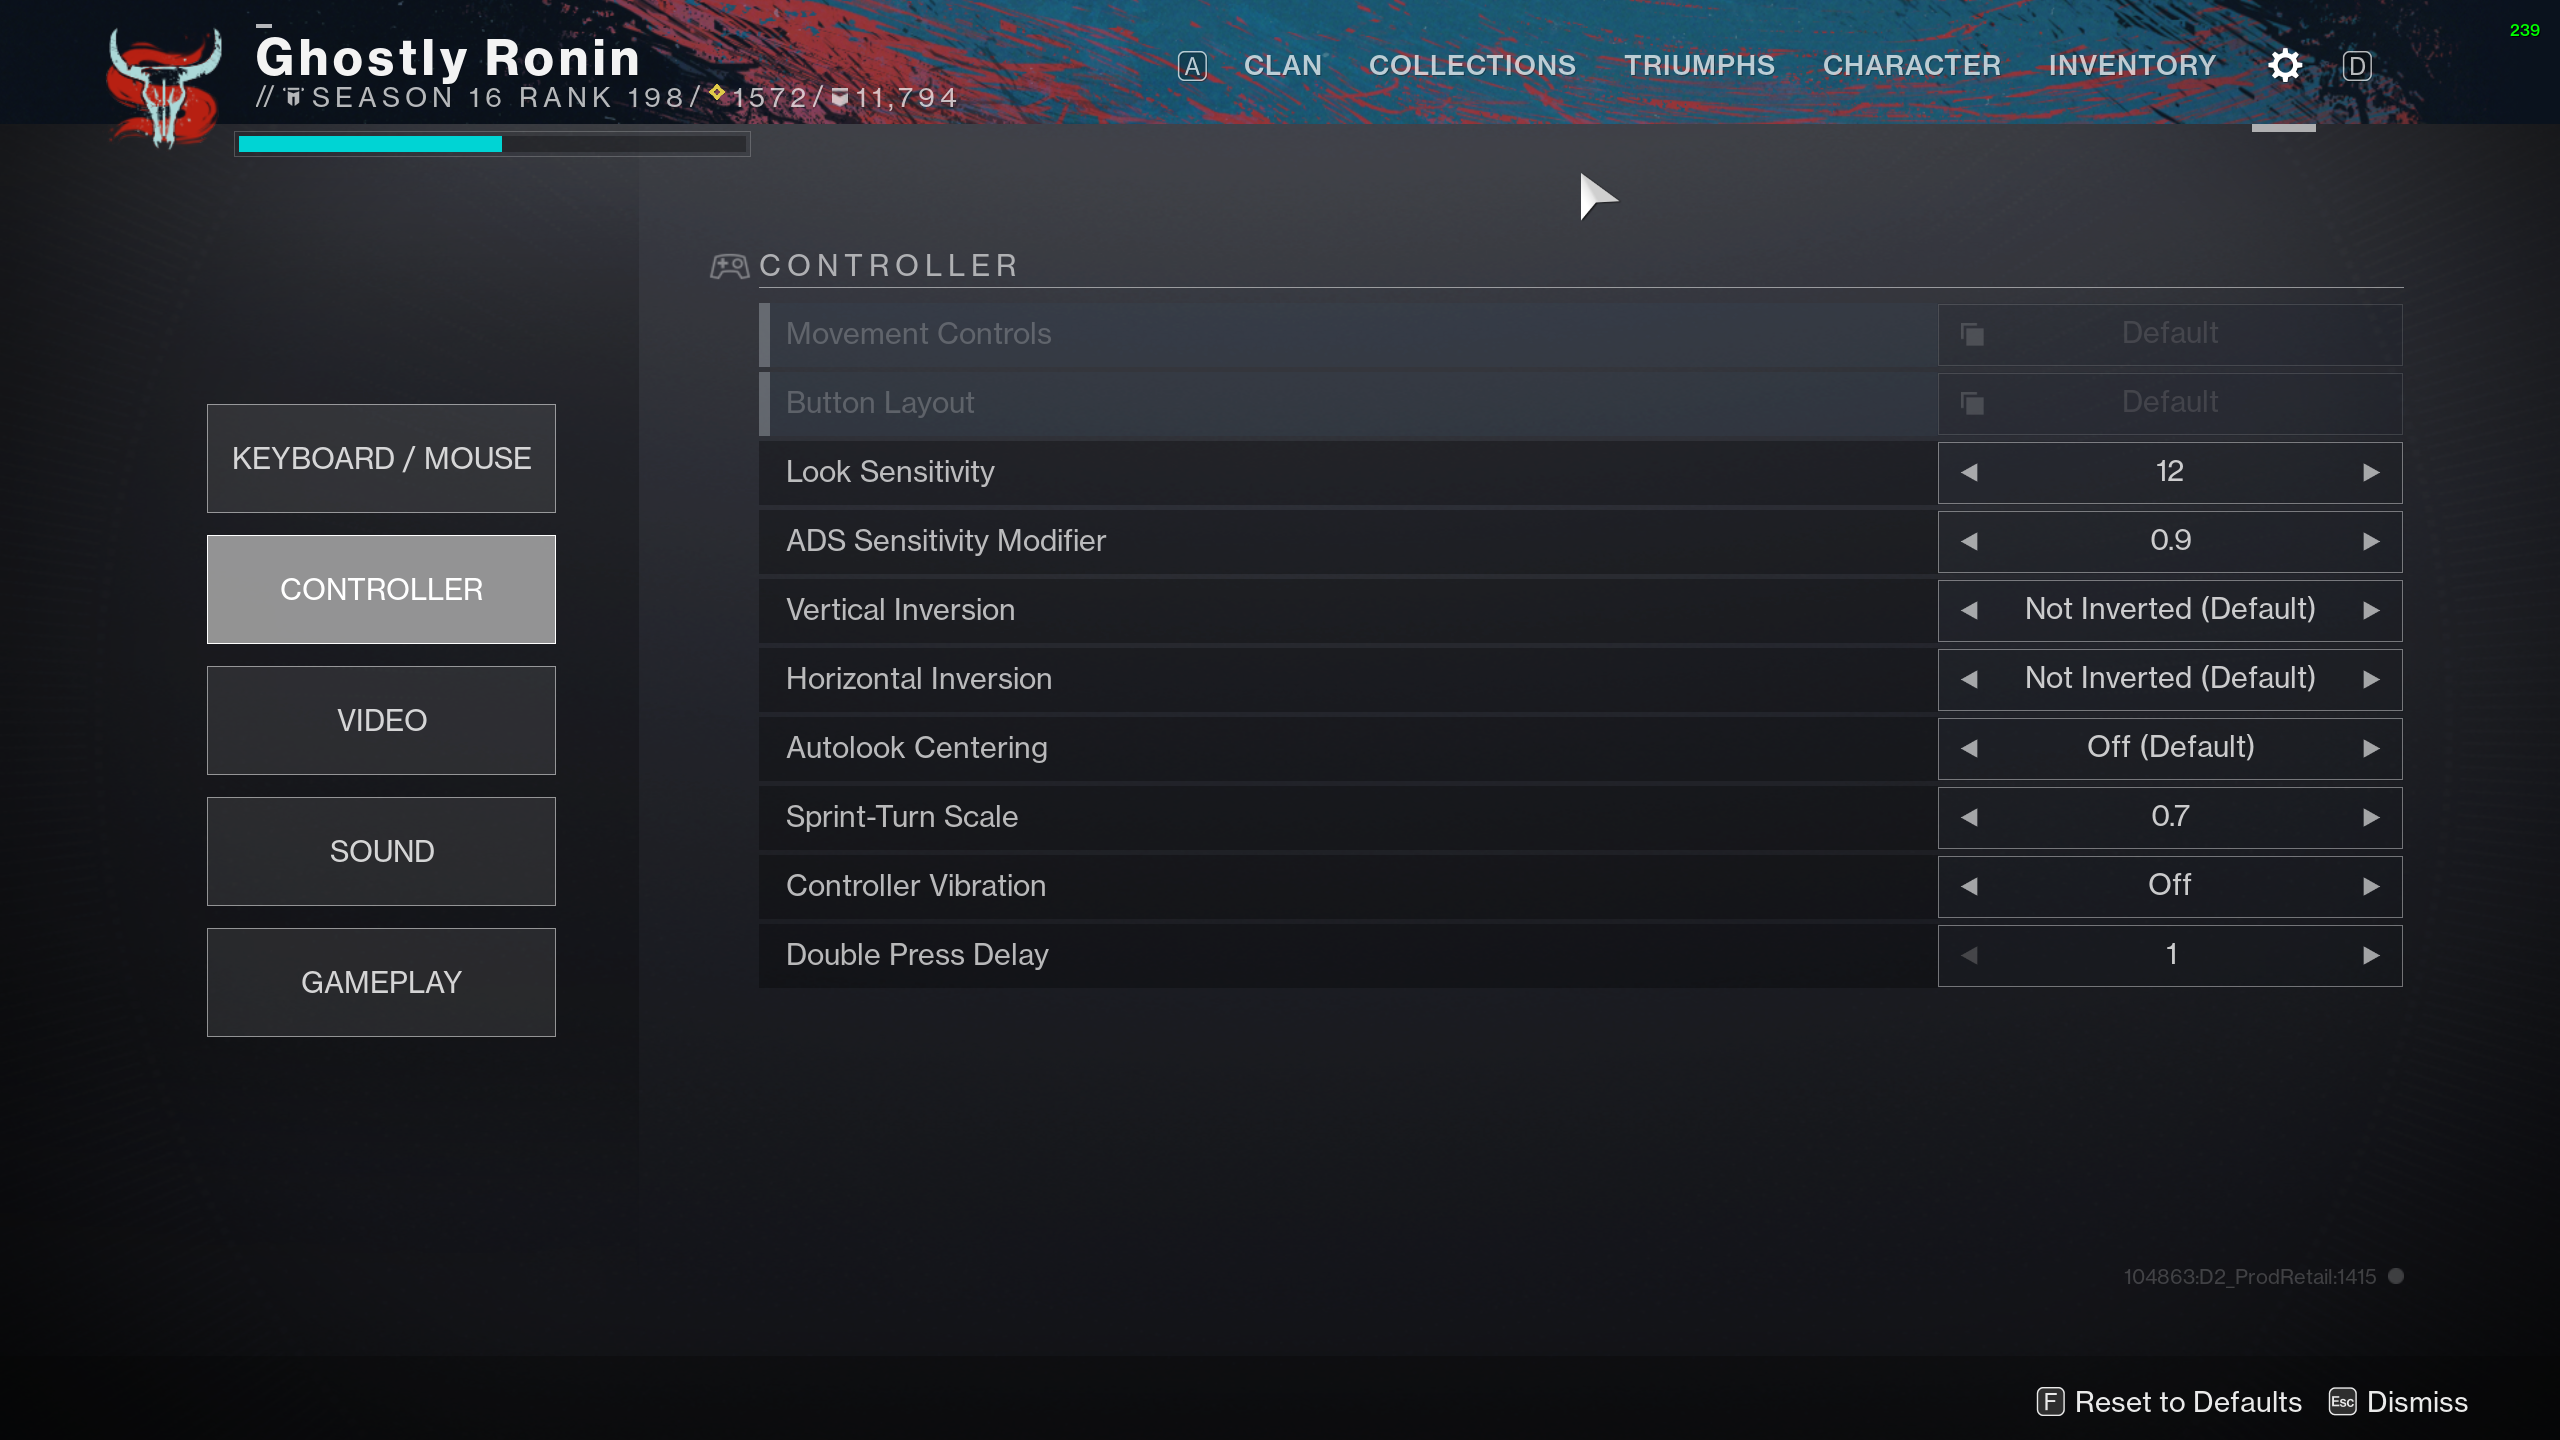 239
Ghostly Ronin
// SEASON 16 RANK 198/ 1572/ 11,794
A CLAN COLLECTIONS TRIUMPHS CHARACTER INVENTORY D
CONTROLLER
Movement Controls Default
Button Layout Default
Look Sensitivity 12
ADS Sensitivity Modifier 0.9
Vertical Inversion Not Inverted (Default)
Horizontal Inversion Not Inverted (Default)
Autolook Centering Off (Default)
Sprint-Turn Scale 0.7
Controller Vibration Off
Double Press Delay 1
KEYBOARD / MOUSE
CONTROLLER
VIDEO
SOUND
GAMEPLAY
104863:D2_ProdRetail:1415
F Reset to Defaults Esc Dismiss